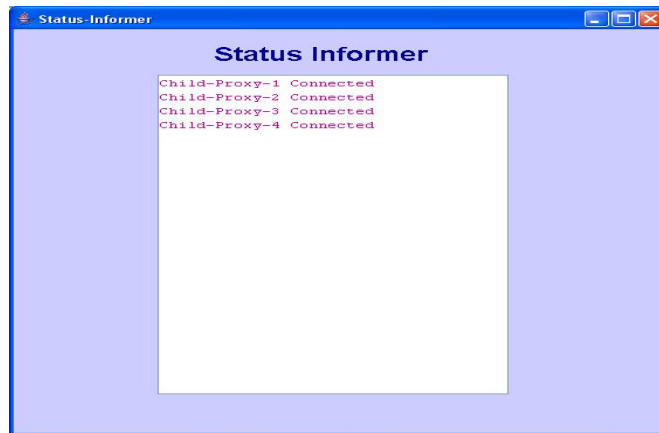 Status-Informer
Status Informer
Child-Proxy-1 Connected
Child-Proxy-2 Connected
Child-Proxy-3 Connected
Child-Proxy-4 Connected